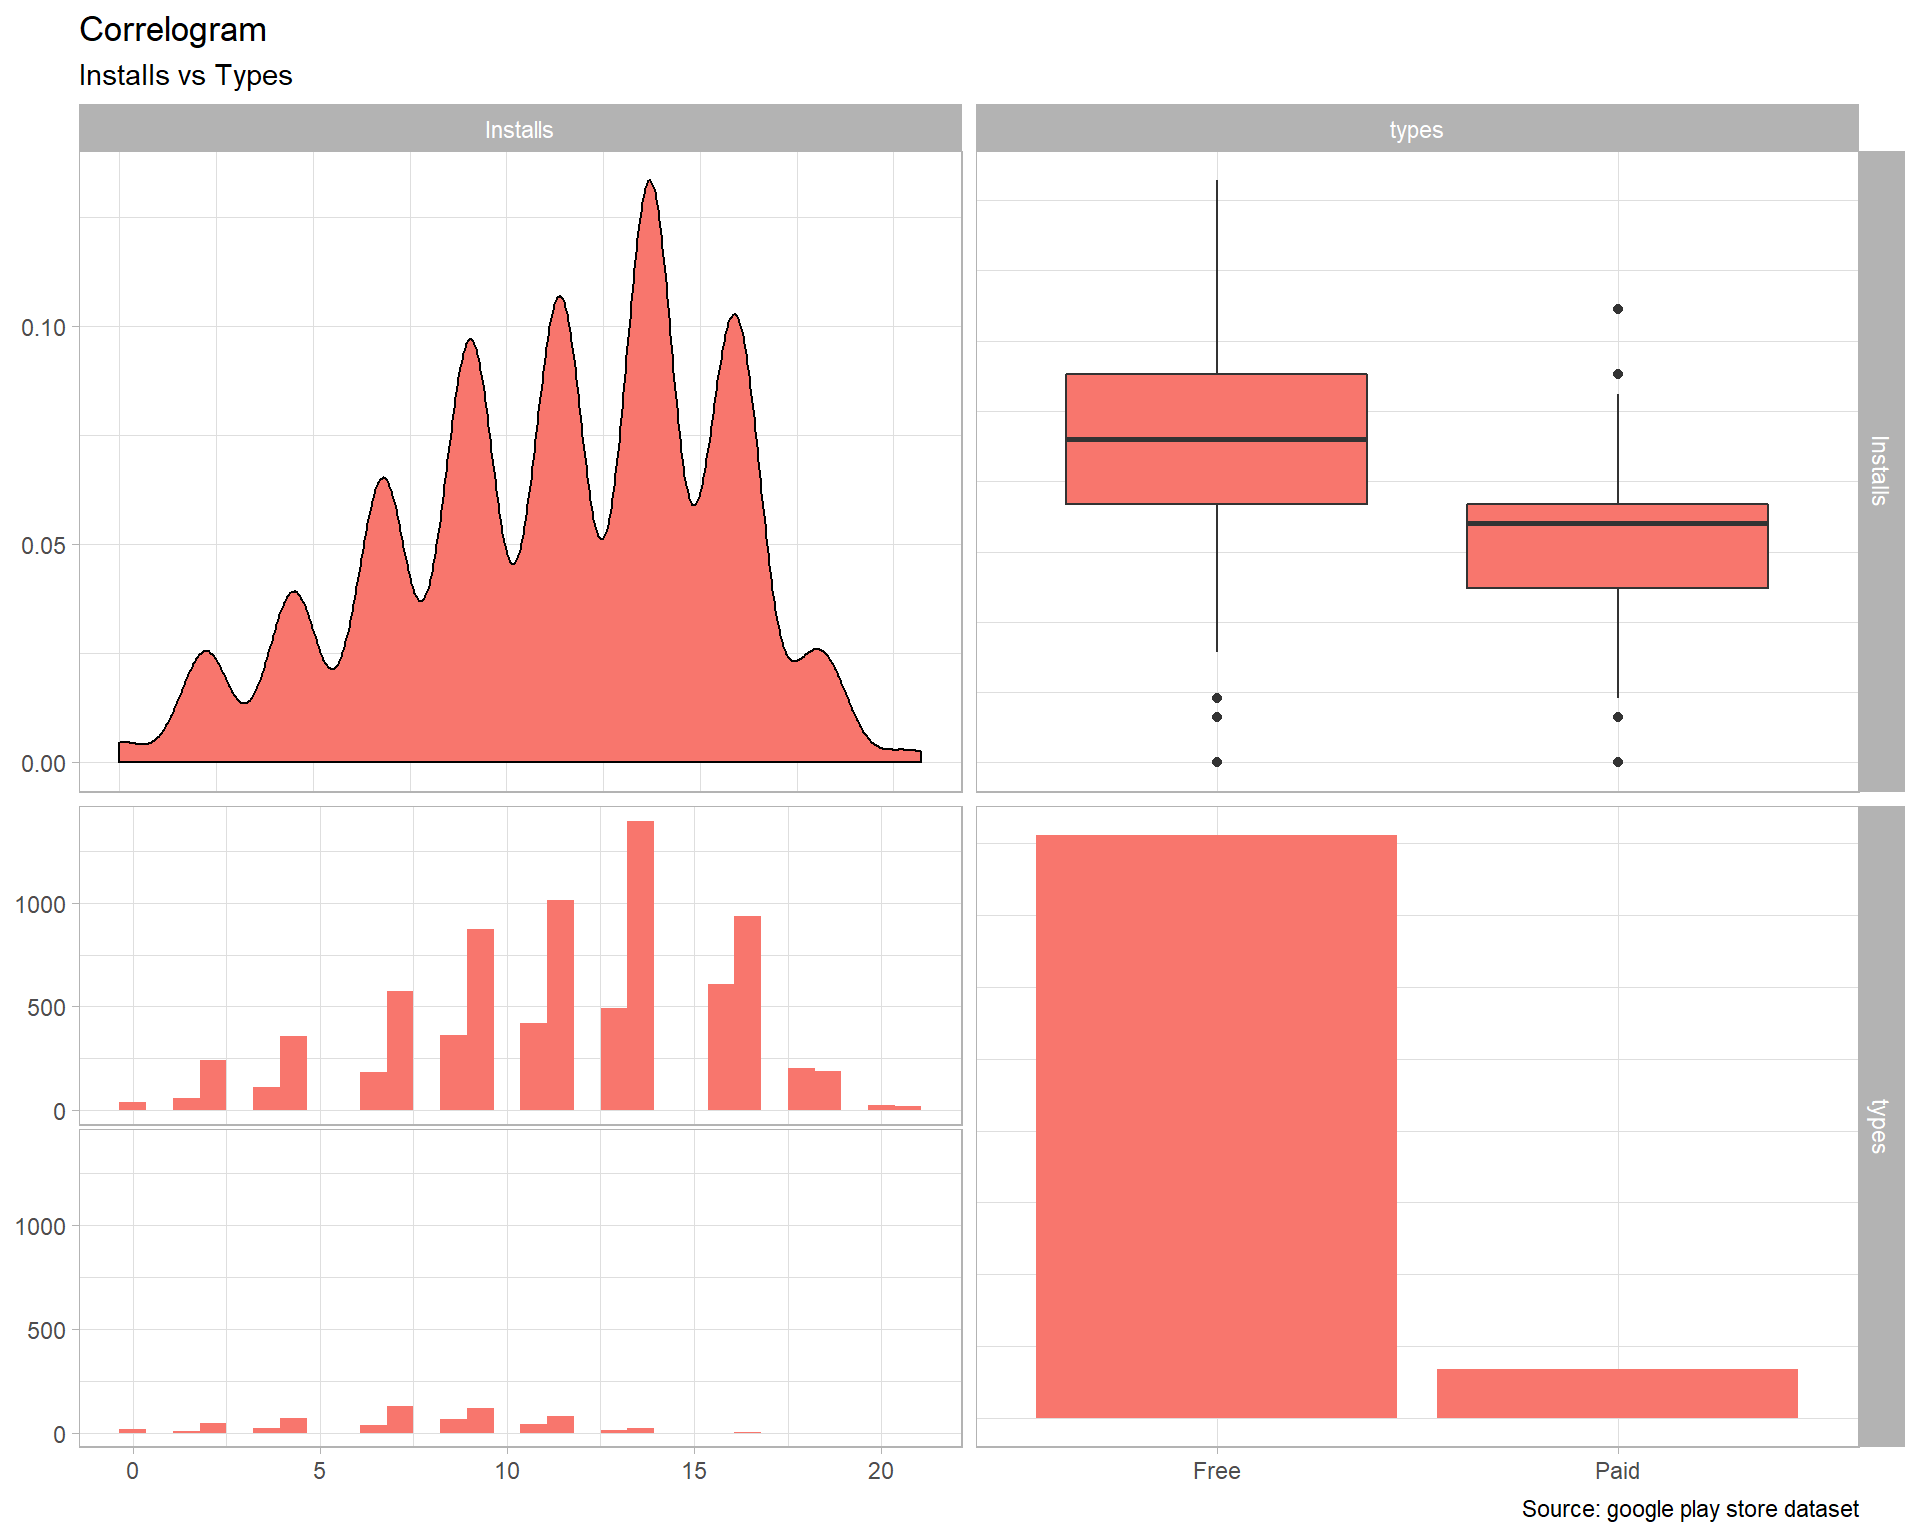 Correlogram
Installs vs Types
Installs
types
0.10
0.05
0.00
Installs
1000
500
0
1000
500
0
types
0 5 10 15 20
Free Paid
Source: google play store dataset